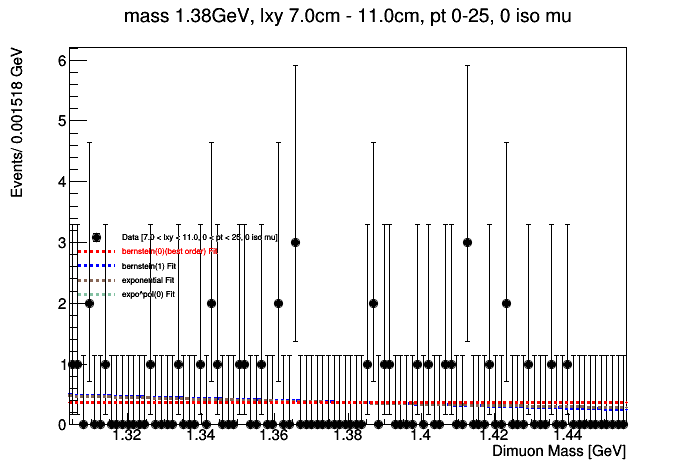 mass 1.38GeV, lxy 7.0cm - 11.0cm, pt 0-25, 0 iso mu
Events/ 0.001518 GeV
6
5
4
3
2
1
0
Data [7.0 < lxy < 11.0, 0 < pt < 25, 0 iso mu]
bernstein(0)(best order) Fit
bernstein(1) Fit
exponential Fit
expo*pol(0) Fit
1.32
1.34
1.36
1.38
1.4
1.42
1.44
Dimuon Mass [GeV]